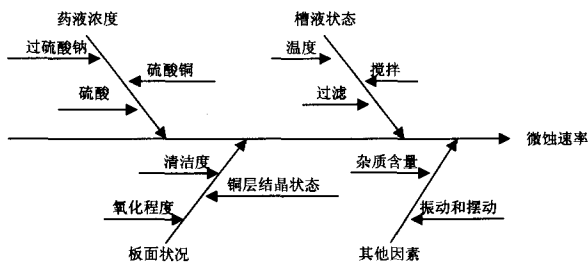 药液浓度
槽液状态
过硫酸钠
温度
硫酸铜
搅拌
硫酸
过滤
微蚀速率
清洁度
杂质含量
铜层结晶状态
氧化程度
振动和摆动
板面状况
其他因素